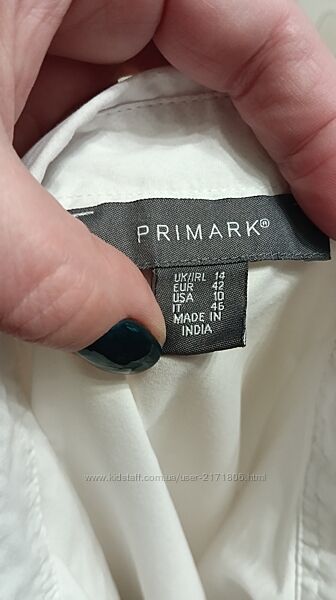 PRIMARK®
UK/IRL 14
EUR 42
USA 10
IT 46
MADE IN
INDIA
www.kidstaff.com.ua/user-2171806.html